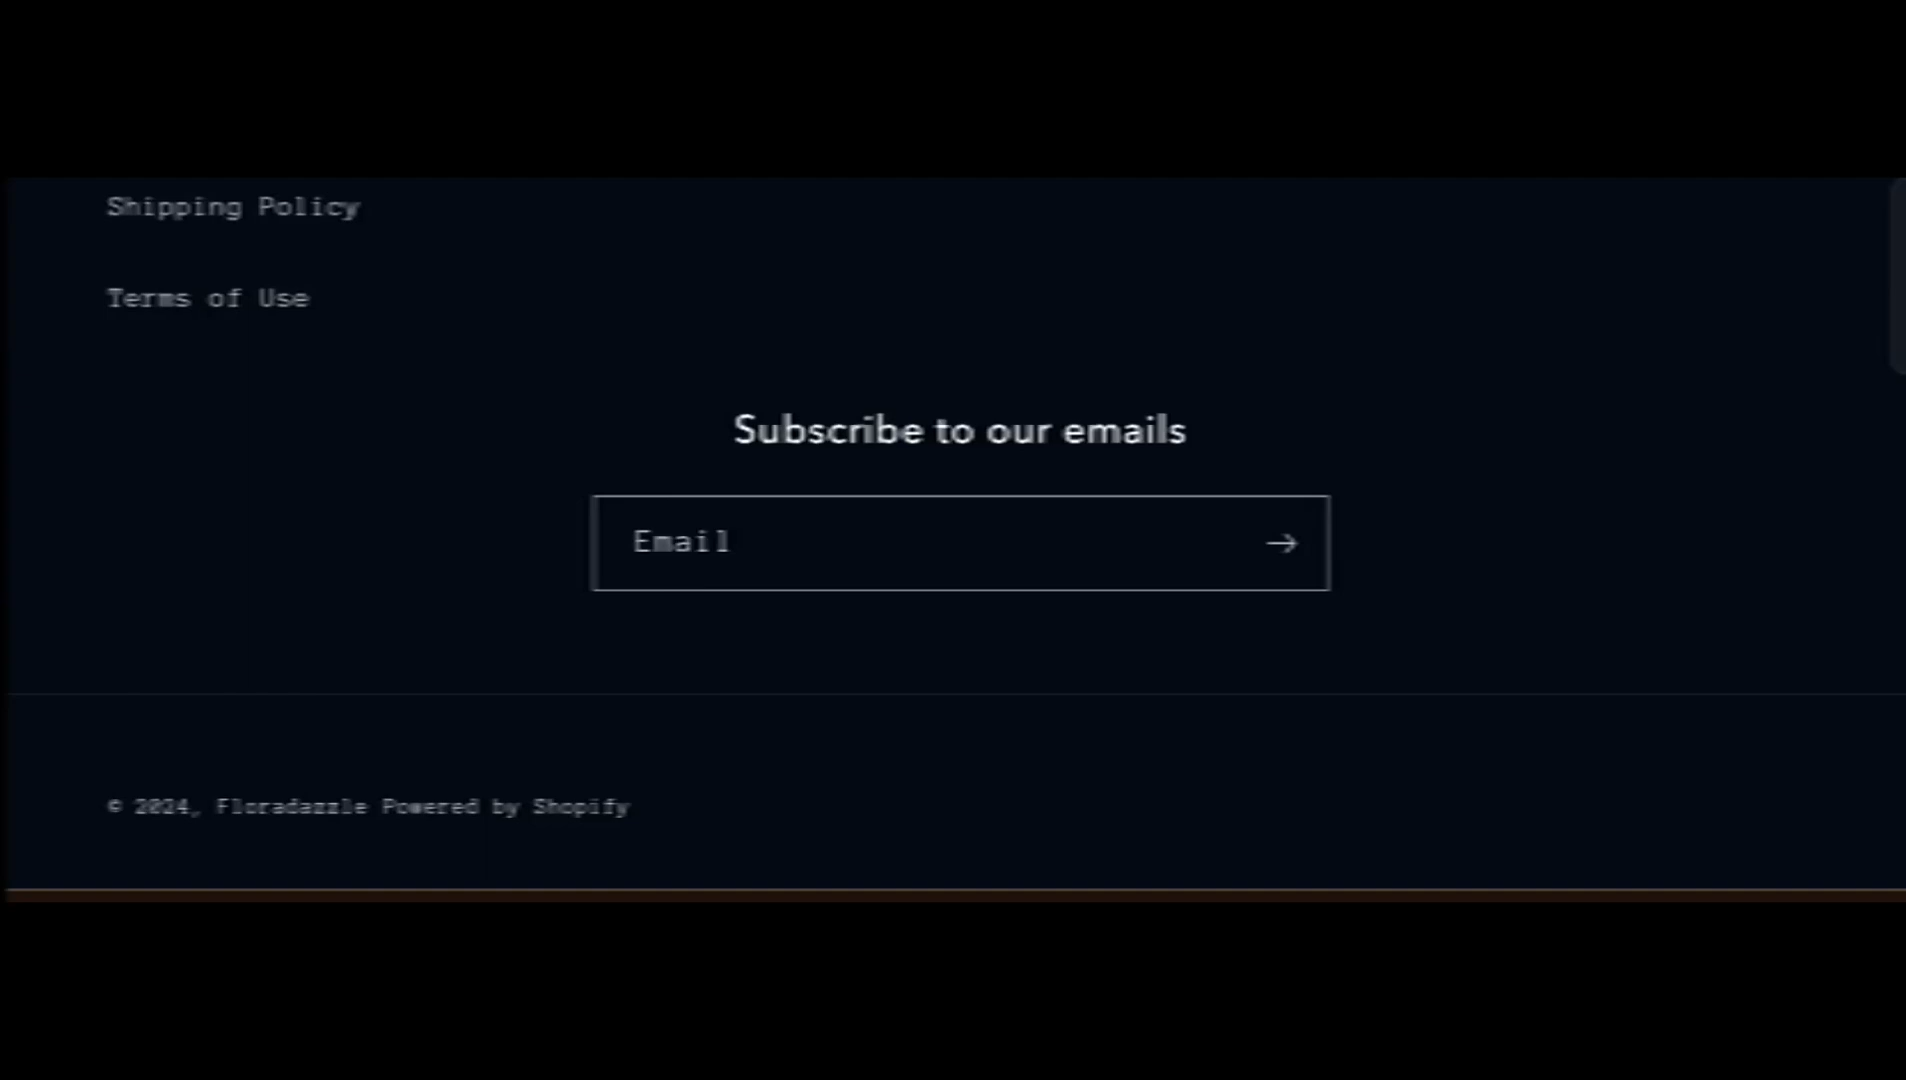 Shipping Policy
Terms of Use
Subscribe to our emails
Email
© 2024, Floradazzle Powered by Shopify